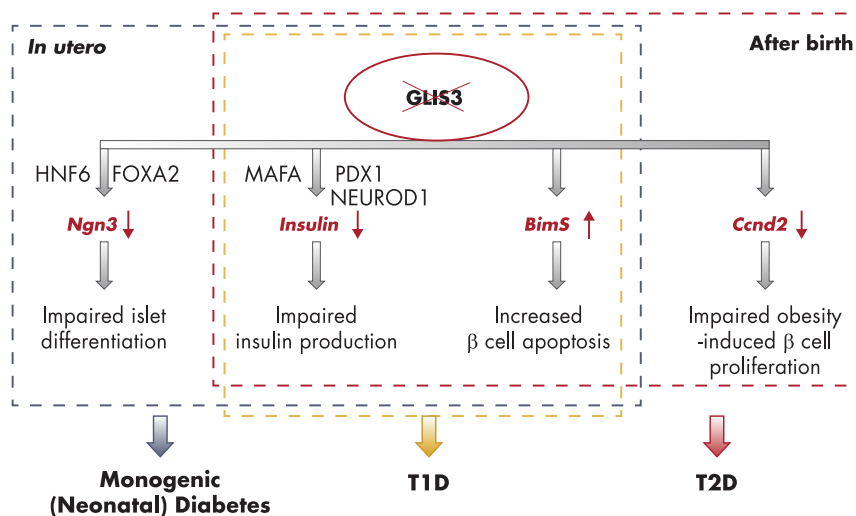 In utero
After birth
GLIS3
HNF6 FOXA2
MAFA PDX1
NEUROD1
Ngn3
Insulin
BimS
Ccnd2
Impaired islet
differentiation
Impaired
insulin production
Increased
β cell apoptosis
Impaired obesity
-induced β cell
proliferation
Monogenic
(Neonatal) Diabetes
T1D
T2D